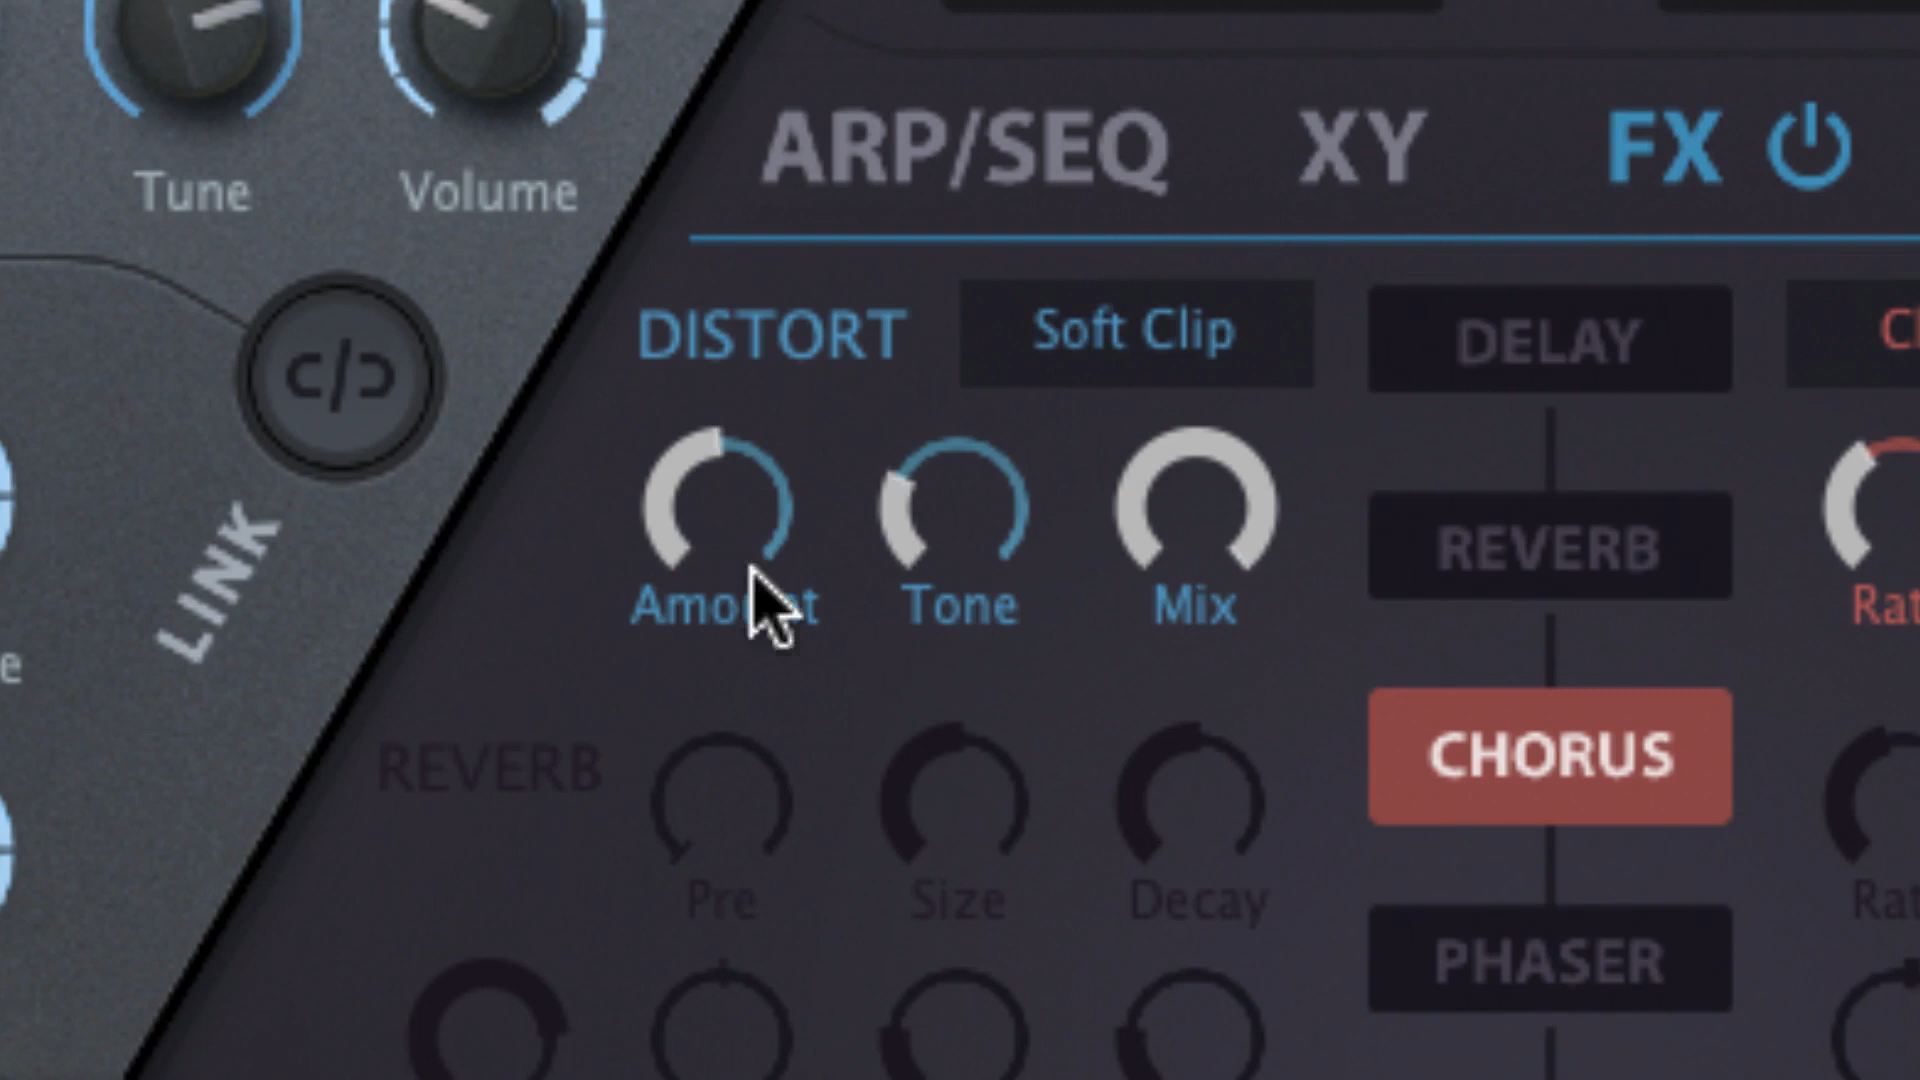 Tune
Volume
ARP/SEQ
XY
FX
DISTORT
Soft Clip
DELAY
Amount
Tone
Mix
LINK
REVERB
REVERB
CHORUS
Pre
Size
Decay
PHASER